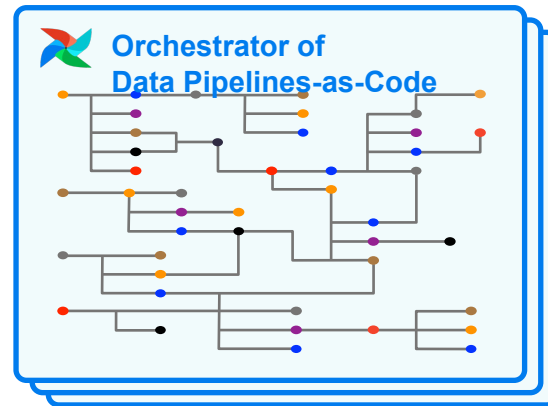 Orchestrator of
Data Pipelines-as-Code